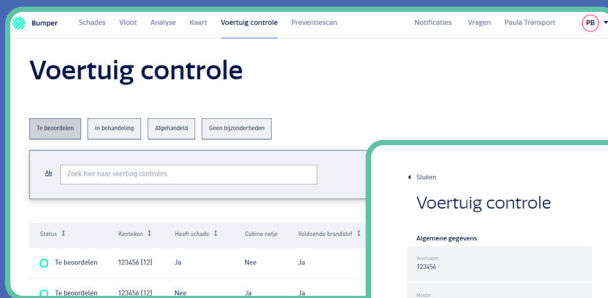 Bumper Schades Vloot Analyse Kaart Voertuig controle Preventiescan Notificaties Vragen Paula Transport PB
Voertuig controle
Te beoordelen In behandeling Afgehandeld Geen bijzonderheden
Ab Zoek hier naar voertuig controles
Status Kenteken Heeft schade Cabine netje Voldoende brandstof
Te beoordelen 123456 [12] Ja Nee Ja
Te beoordelen 123456 [12] Nee Ja Ja
Sluiten
Voertuig controle
Algemene gegevens
Voertuigen
123456
Melder